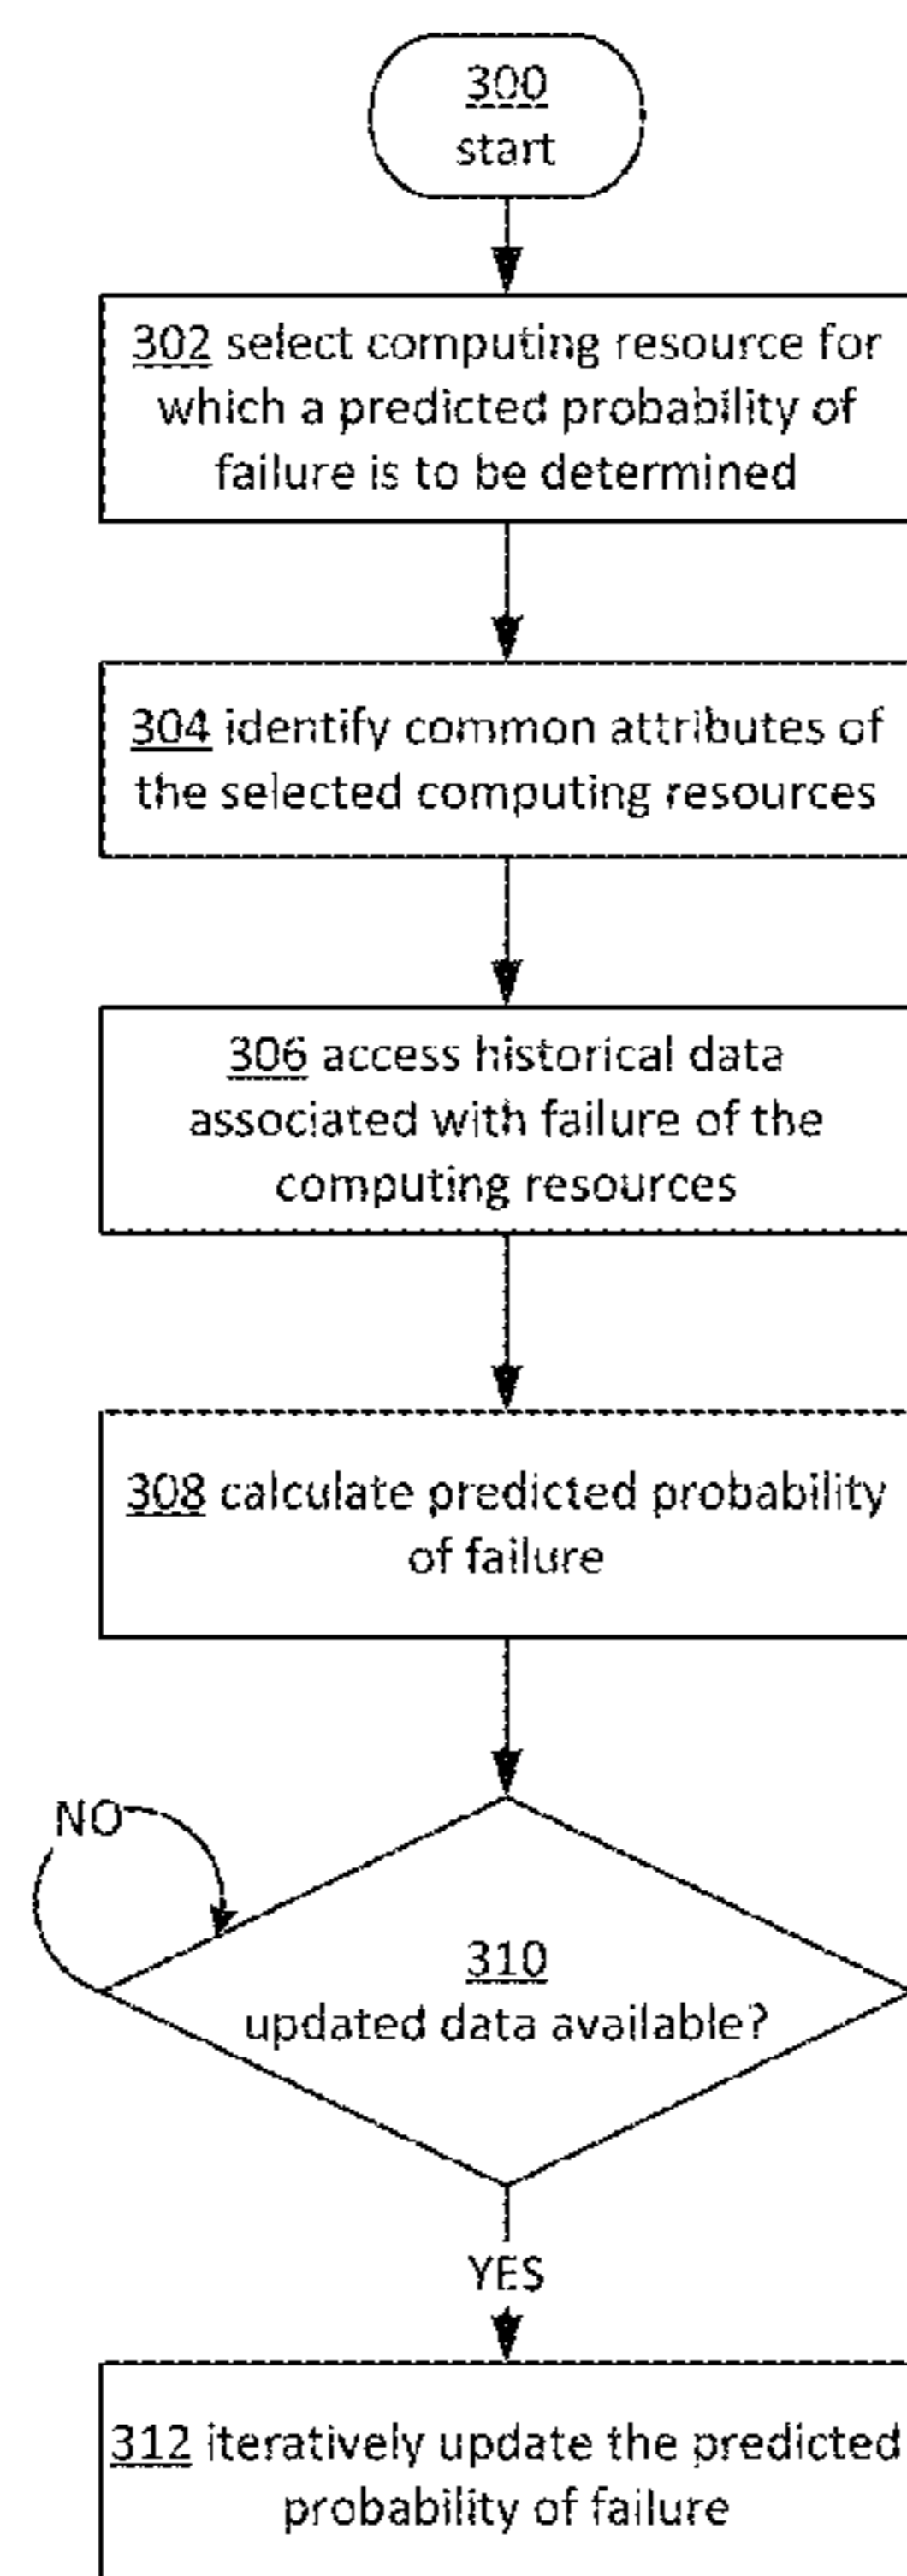 300
start
302 select computing resource for
which a predicted probability of
failure is to be determined
304 identify common attributes of
the selected computing resources
306 access historical data
associated with failure of the
computing resources
308 calculate predicted probability
of failure
NO
310
updated data available?
YES
312 iteratively update the predicted
probability of failure